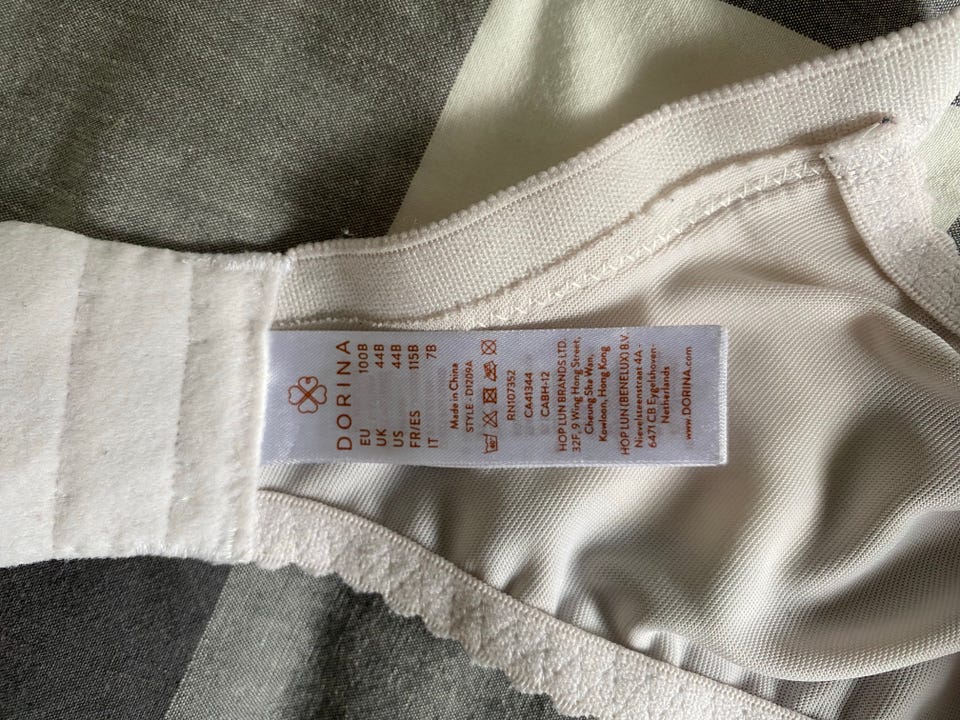 DORINA
EU 100B
UK 44B
US 44B
FR/ES 115B
IT 7B
Made in China
STYLE - D1209A
RN107352
CA41344
CABH-12
HOP LUN BRANDS LTD.
32F, 9 Wing Hong Street,
Cheung Sha Wan,
Kowloon, Hong Kong
HOP LUN (BENELUX) B.V.
Nievelsteenstraat 4A -
6471 CB Eygelshoven-
Netherlands
www.DORINA.com